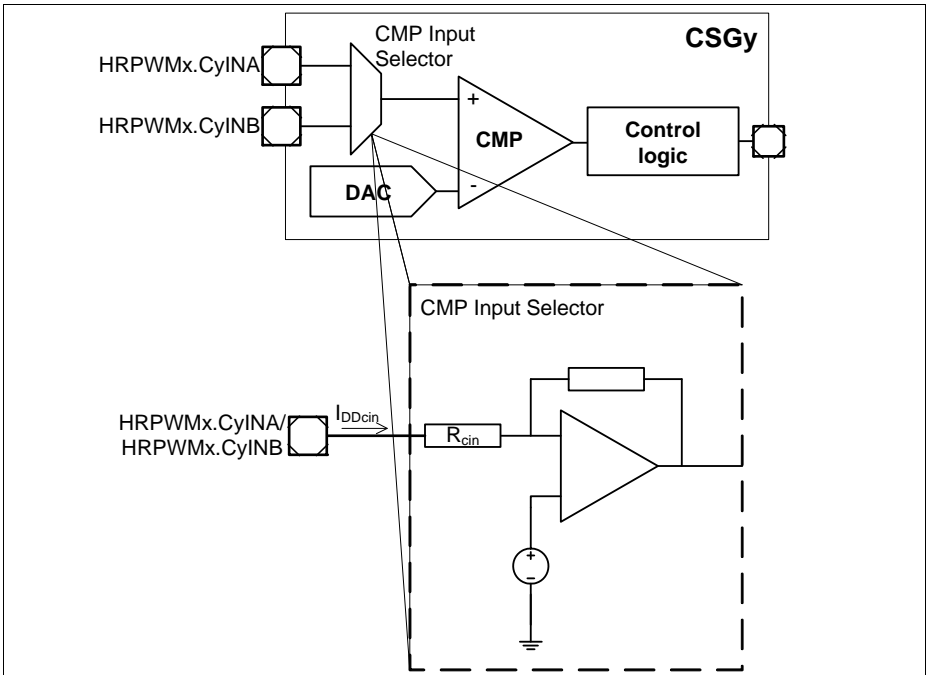 CMP Input
Selector
CSGy
HRPWMx.CyINA
HRPWMx.CyINB
+
CMP
-
Control
logic
DAC
CMP Input Selector
HRPWMx.CyINA/
HRPWMx.CyINB
IDDcin
Rcin
+
−